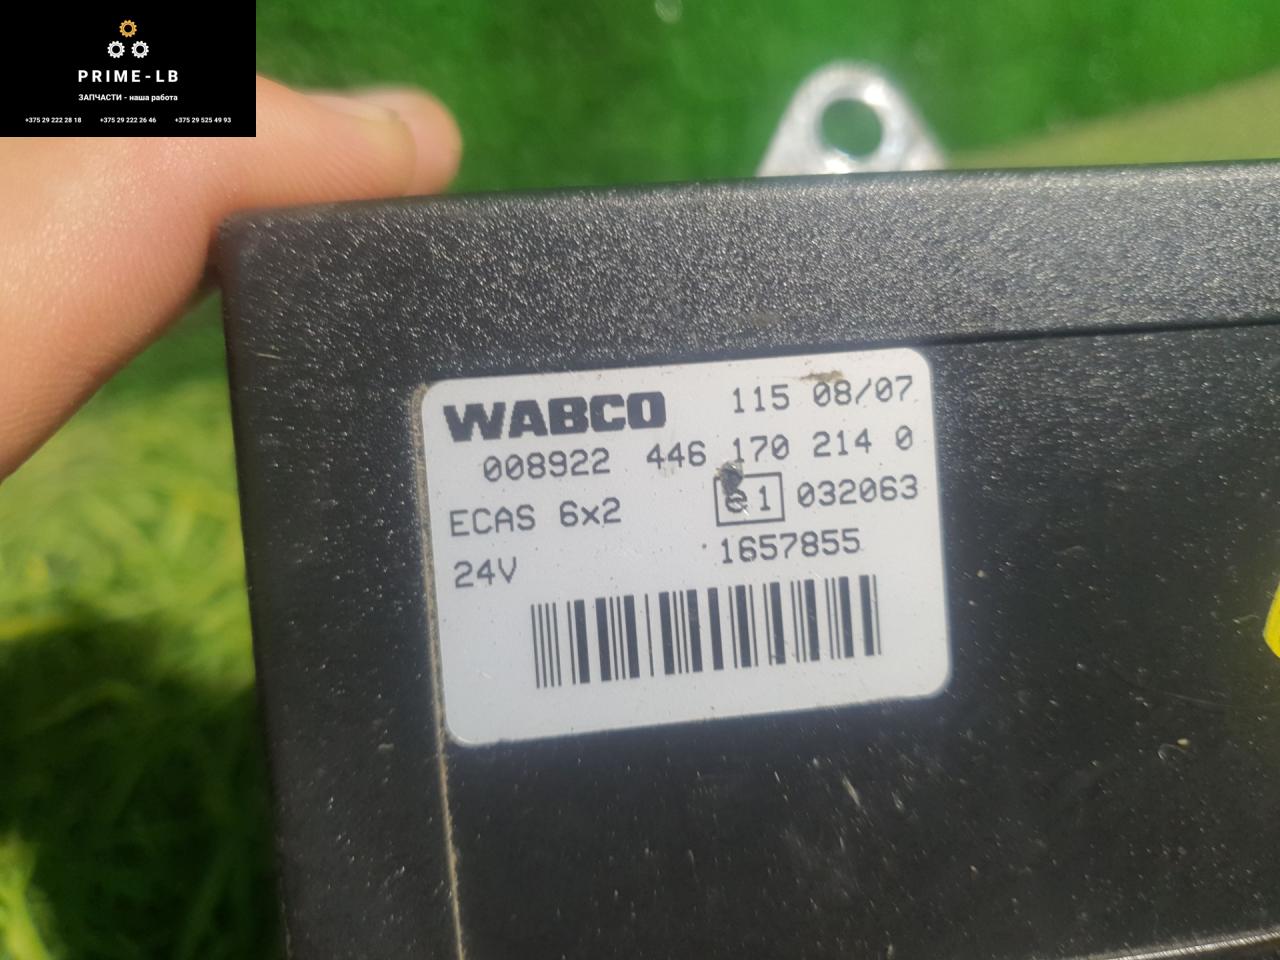 PRIME-LB
ЗАПЧАСТИ - наша работа
+375 29 222 28 18 +375 29 222 26 46 +375 29 525 49 93
WABCO 115 08/07
008922 446 170 214 0
ECAS 6x2 e1 032063
24V 1657855